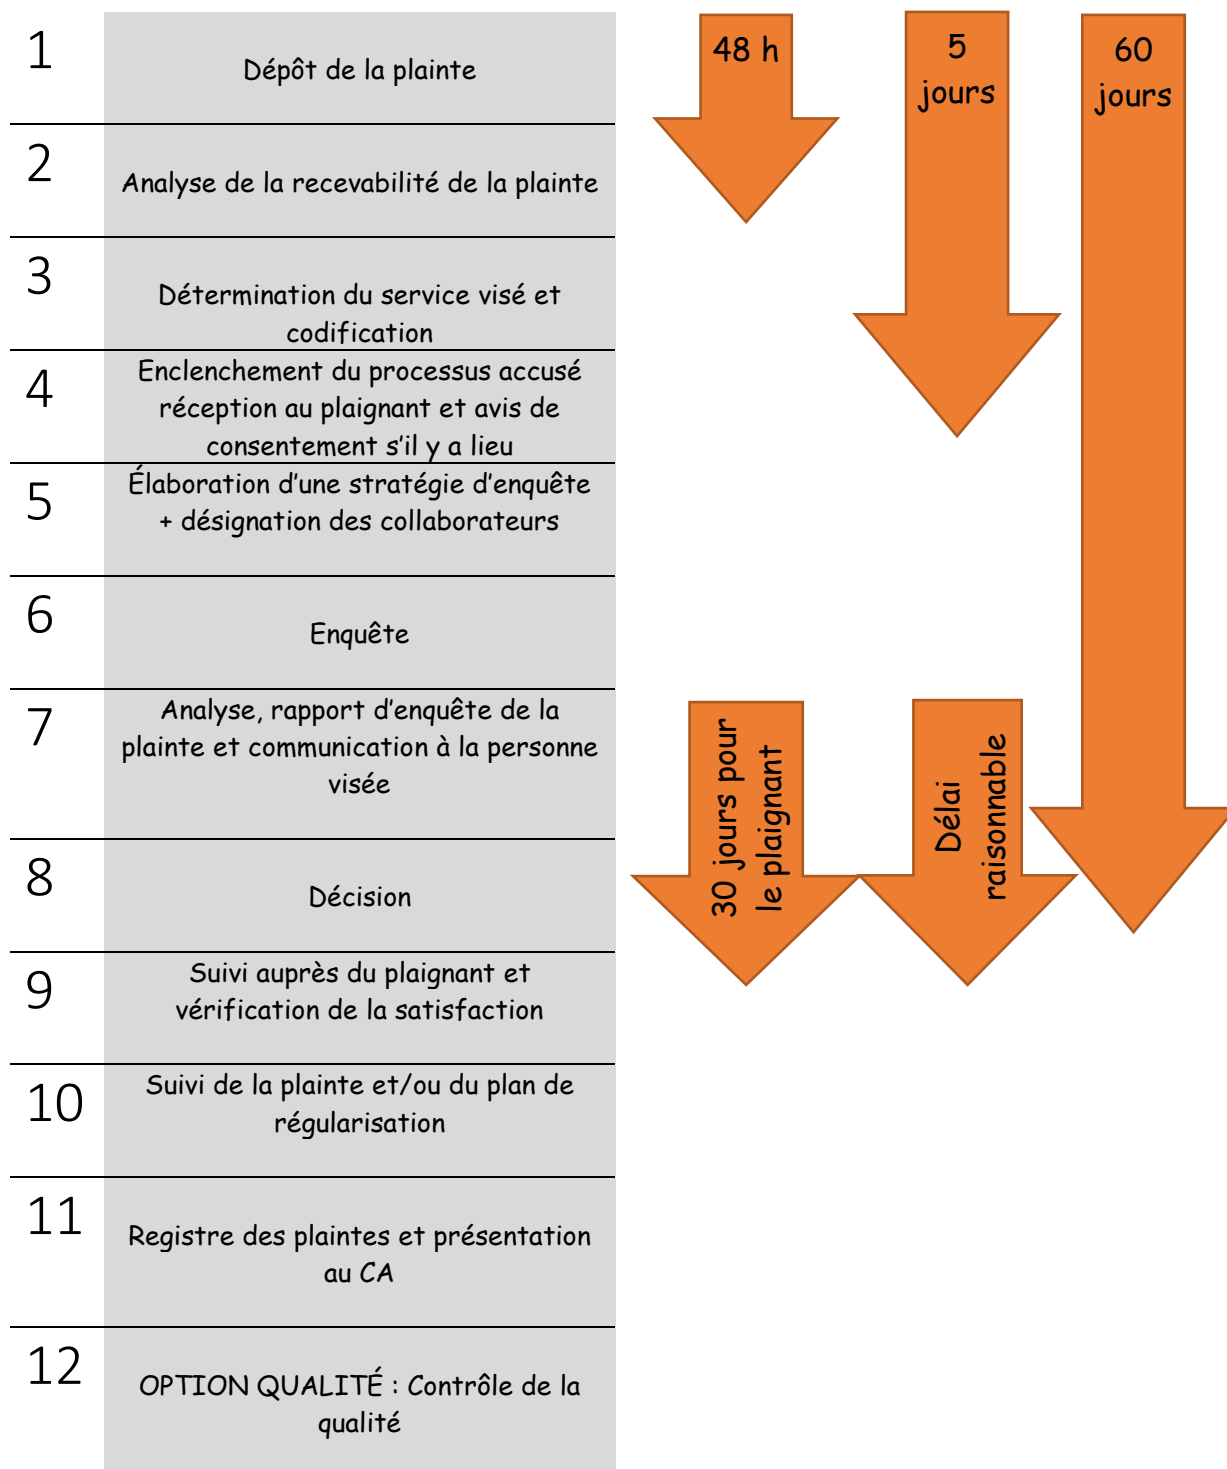 1
Dépôt de la plainte
2
Analyse de la recevabilité de la plainte
3
Détermination du service visé et
codification
4
Enclenchement du processus accusé
réception au plaignant et avis de
consentement s'il y a lieu
5
Élaboration d'une stratégie d'enquête
+ désignation des collaborateurs
6
Enquête
7
Analyse, rapport d'enquête de la
plainte et communication à la personne
visée
8
Décision
9
Suivi auprès du plaignant et
vérification de la satisfaction
10
Suivi de la plainte et/ou du plan de
régularisation
11
Registre des plaintes et présentation
au CA
12
OPTION QUALITÉ : Contrôle de la
qualité
48 h
5
jours
60
jours
30 jours pour
le plaignant
Délai
raisonnable